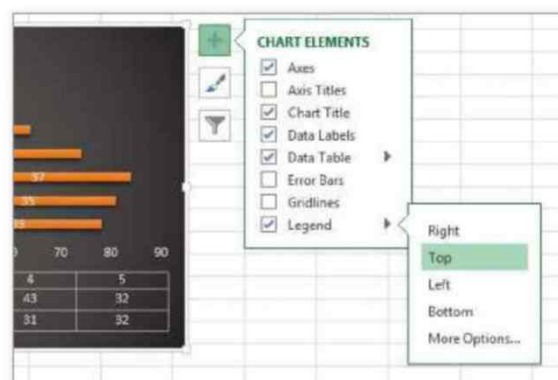 CHART ELEMENTS
Axes
Axis Titles
Chart Title
Data Labels
Data Table
Error Bars
Gridlines
Legend
Right
Top
Left
Bottom
More Options...
37
35
70 80 90
4 5
43 32
31 32